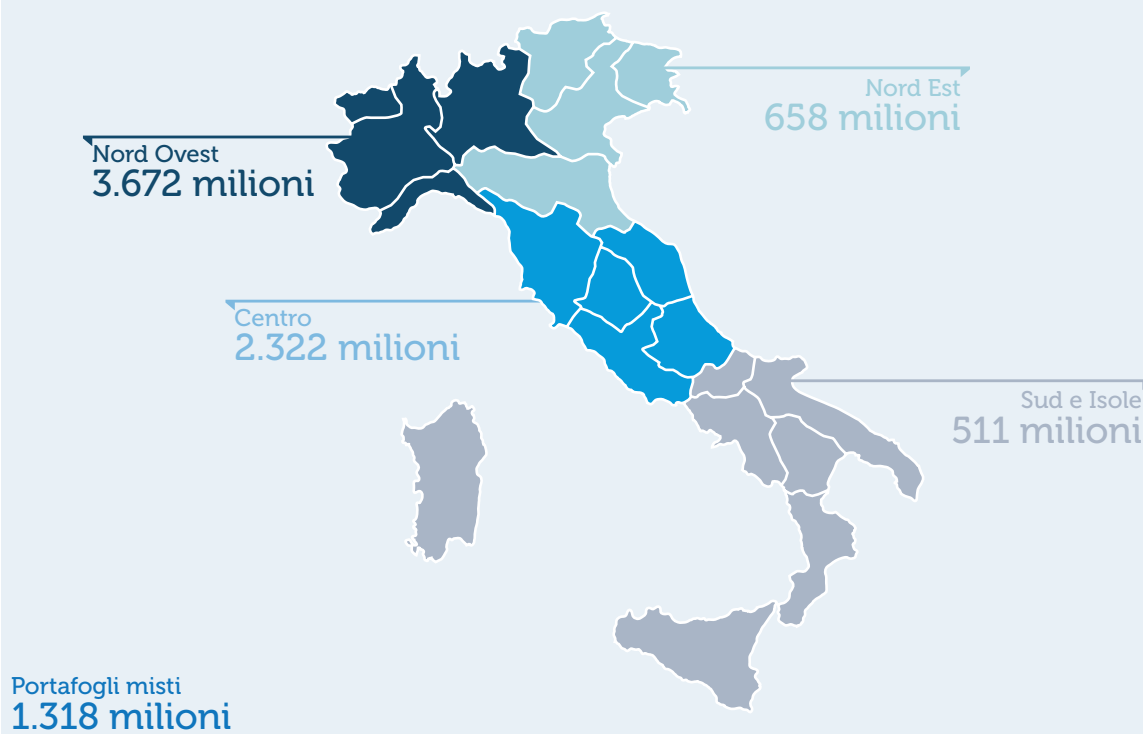 Nord Est
658 milioni
Nord Ovest
3.672 milioni
Centro
2.322 milioni
Sud e Isole
511 milioni
Portafogli misti
1.318 milioni